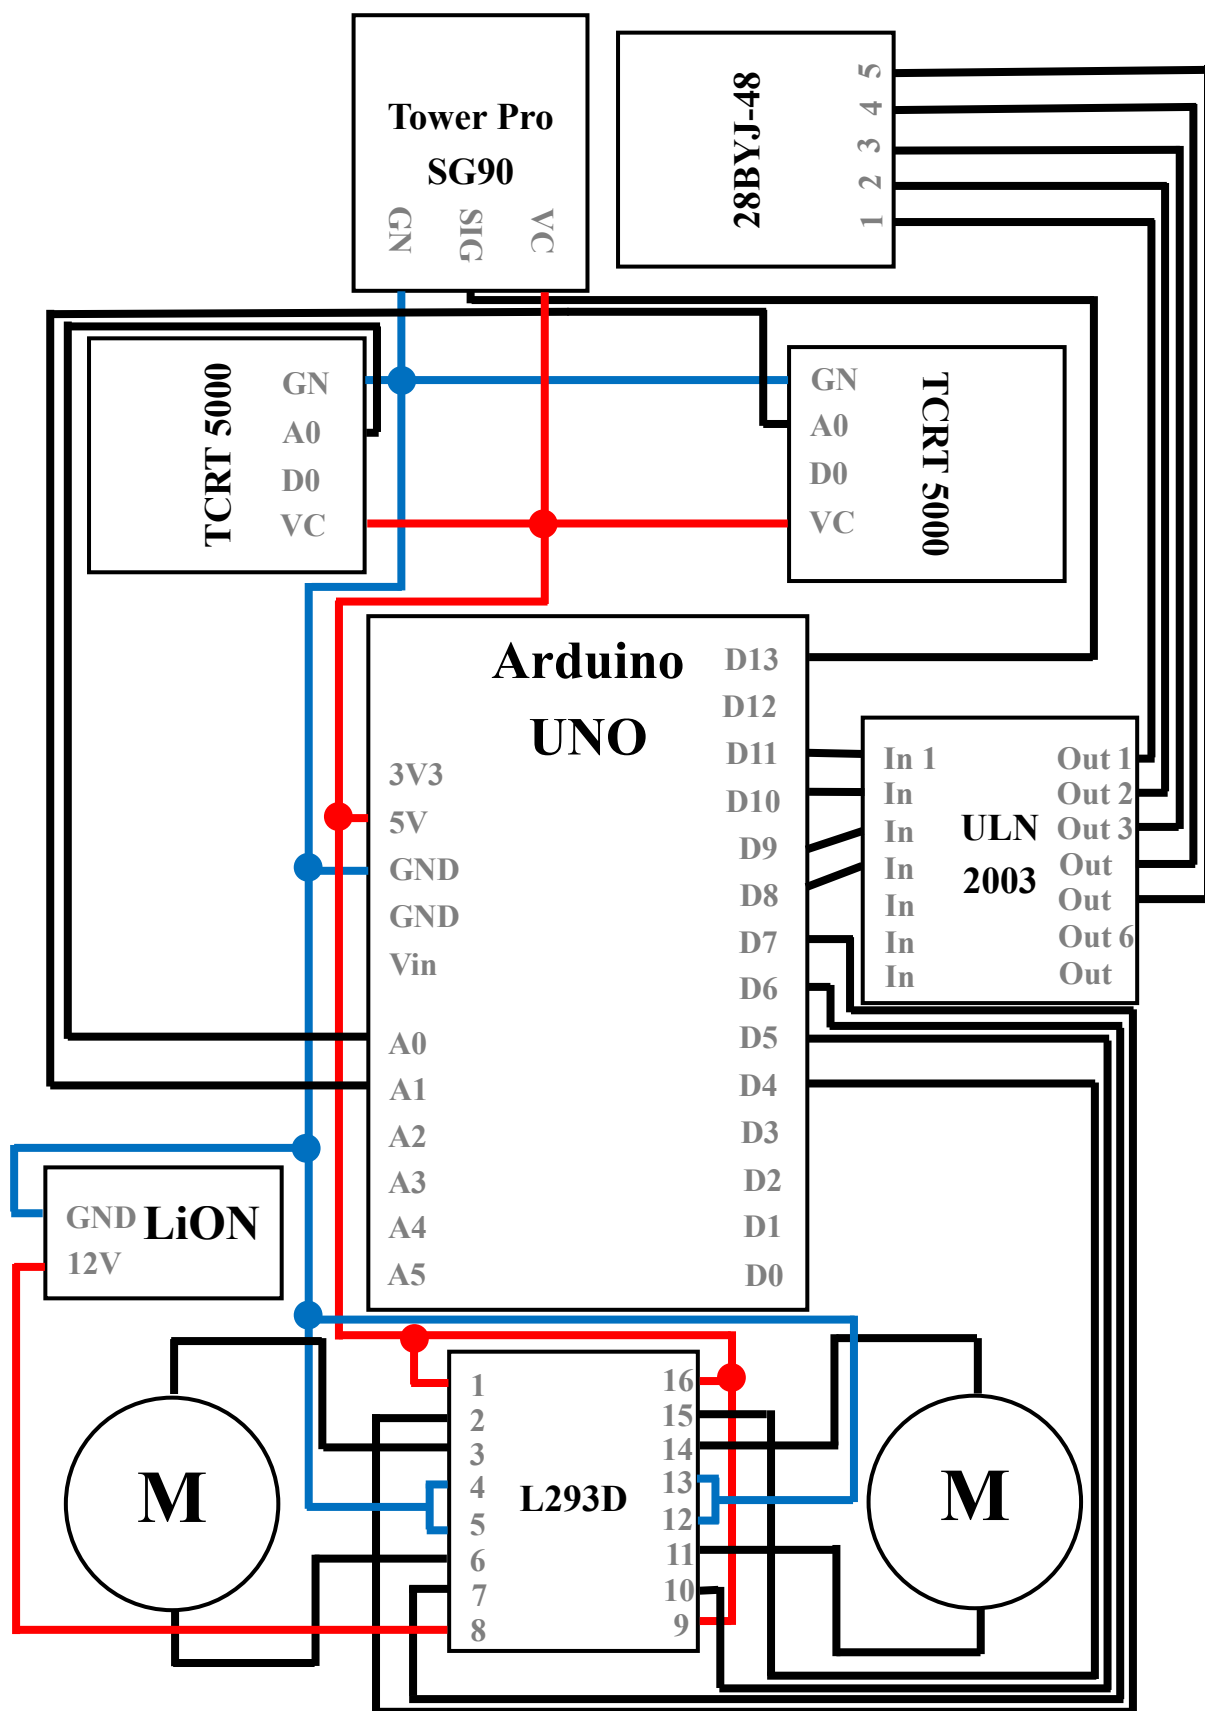 Tower Pro
SG90
GN
SIG
VC
28BYJ-48
5
4
3
2
1
TCRT 5000
GN
A0
D0
VC
GN
A0
D0
VC
TCRT 5000
Arduino
UNO
3V3
5V
GND
GND
Vin
A0
A1
A2
A3
A4
A5
D13
D12
D11
D10
D9
D8
D7
D6
D5
D4
D3
D2
D1
D0
In 1
In
In
In
In
In
In
ULN
2003
Out 1
Out 2
Out 3
Out
Out
Out 6
Out
GND
12V
LiON
M
1
2
3
4
5
6
7
8
L293D
16
15
14
13
12
11
10
9
M